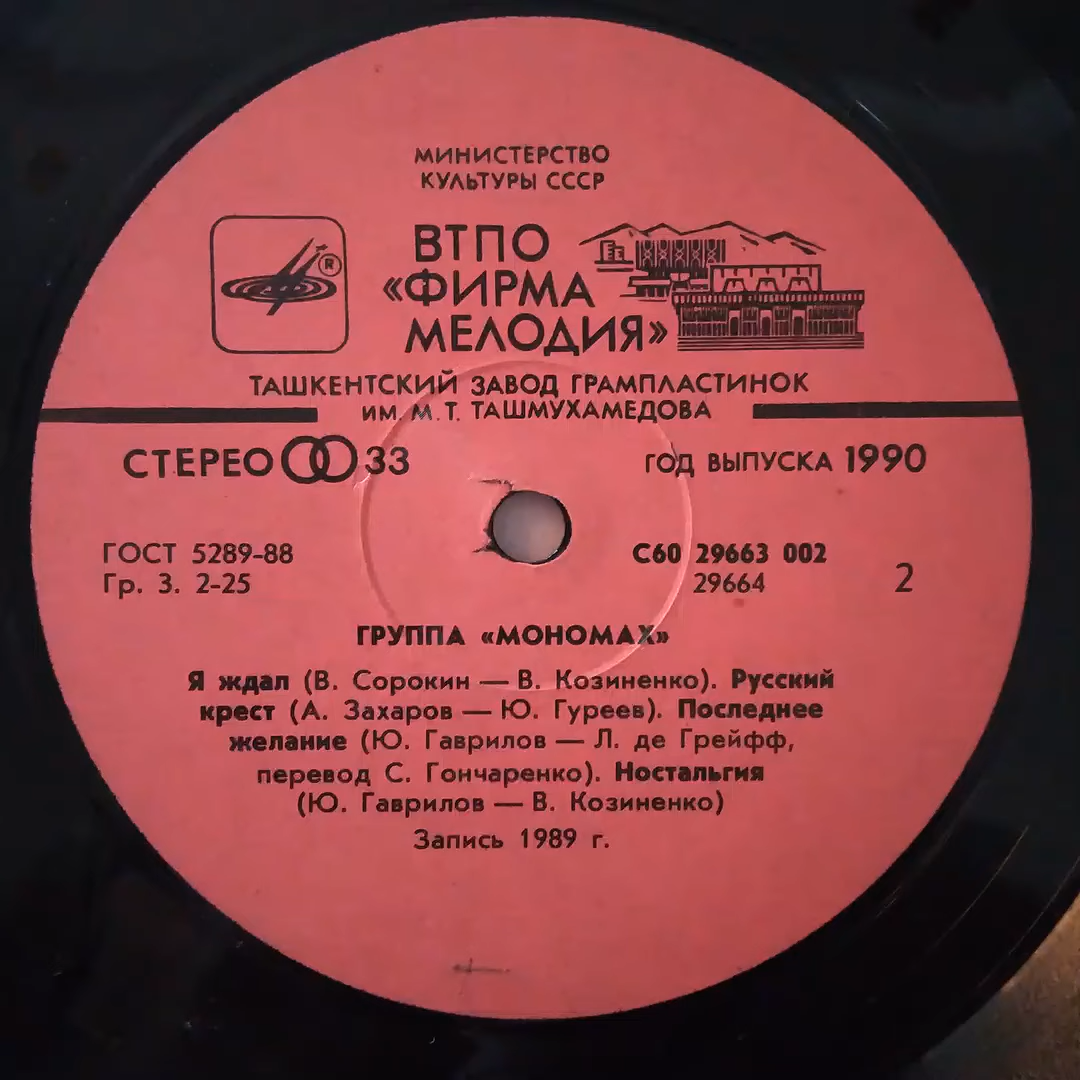 МИНИСТЕРСТВО
КУЛЬТУРЫ СССР
ВТПО
«ФИРМА
МЕЛОДИЯ»
®
ТАШКЕНТСКИЙ ЗАВОД ГРАМПЛАСТИНОК
ИМ. М. Т. ТАШМУХАМЕДОВА
СТЕРЕО 33
ГОД ВЫПУСКА 1990
ГОСТ 5289-88
Гр. 3. 2-25
С60 29663 002
29664
2
ГРУППА «МОНОМАХ»
Я ждал (В. Сорокин — В. Козиненко). Русский
крест (А. Захаров — Ю. Гуреев). Последнее
желание (Ю. Гаврилов — Л. де Грейфф,
перевод С. Гончаренко). Ностальгия
(Ю. Гаврилов — В. Козиненко)
Запись 1989 г.